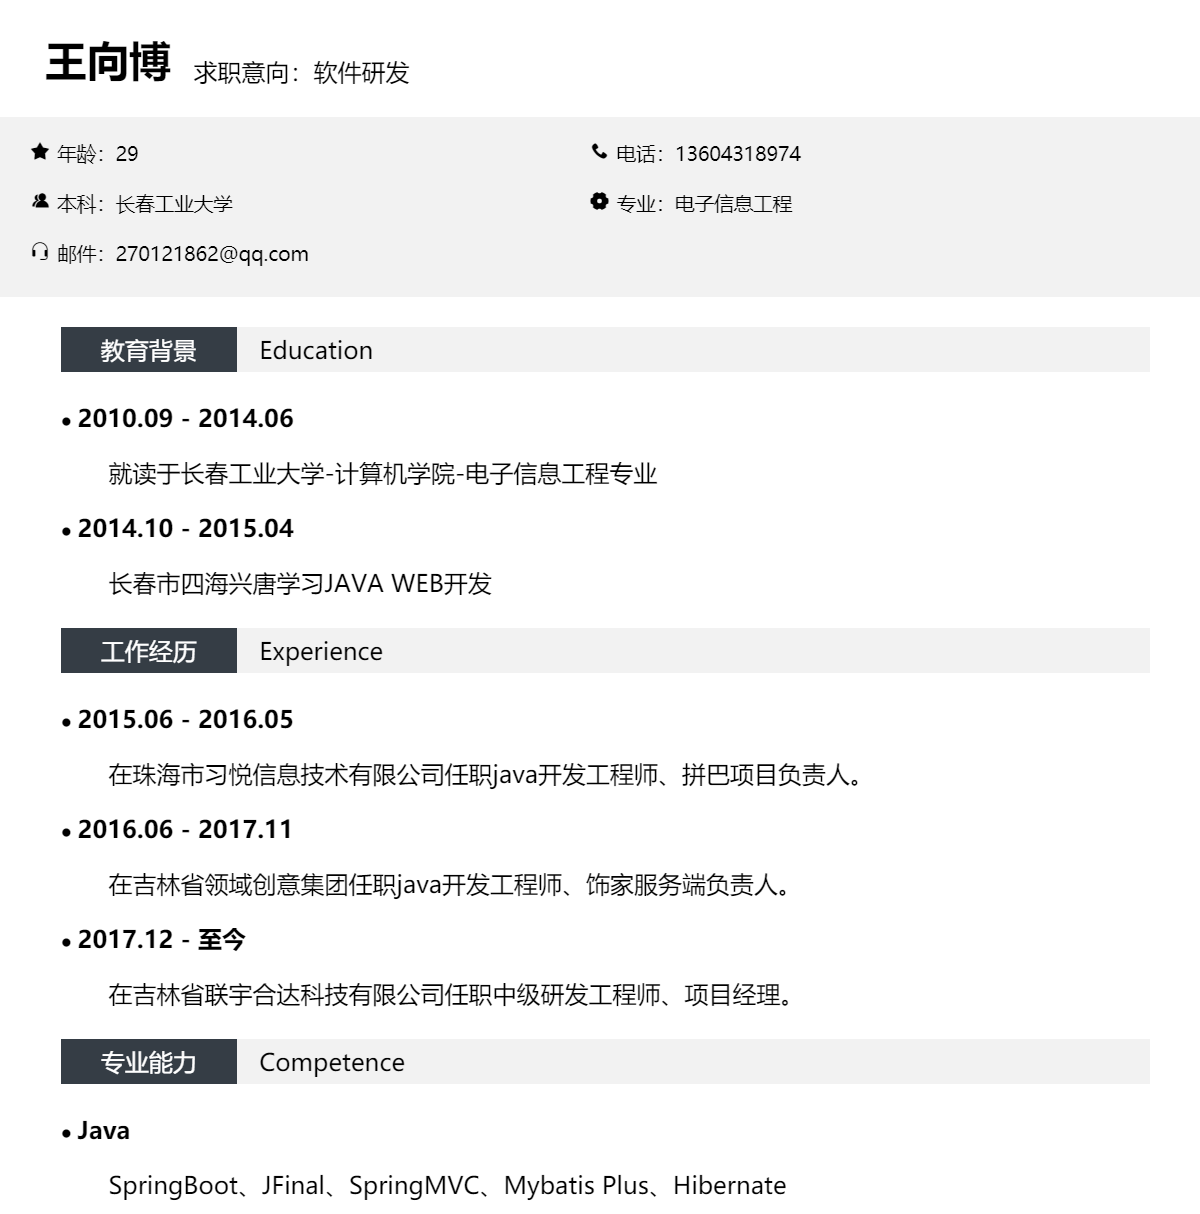 王向博 求职意向：软件研发
年龄：29 电话：13604318974
本科：长春工业大学 专业：电子信息工程
邮件：270121862@qq.com
教育背景 Education
● 2010.09 - 2014.06
就读于长春工业大学-计算机学院-电子信息工程专业
● 2014.10 - 2015.04
长春市四海兴唐学习JAVA WEB开发
工作经历 Experience
● 2015.06 - 2016.05
在珠海市习悦信息技术有限公司任职java开发工程师、拼巴项目负责人。
● 2016.06 - 2017.11
在吉林省领域创意集团任职java开发工程师、饰家服务端负责人。
● 2017.12 - 至今
在吉林省联宇合达科技有限公司任职中级研发工程师、项目经理。
专业能力 Competence
● Java
SpringBoot、JFinal、SpringMVC、Mybatis Plus、Hibernate